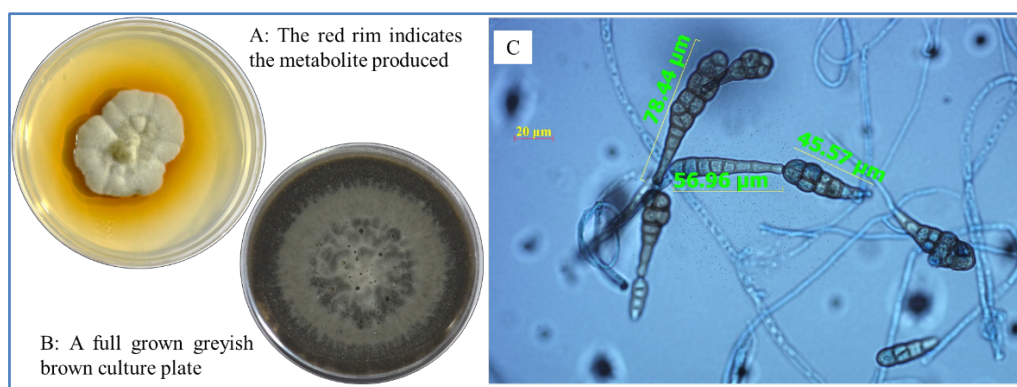 A: The red rim indicates
the metabolite produced
B: A full grown greyish
brown culture plate
C
20 µm
78.44 µm
56.96 µm
45.57 µm